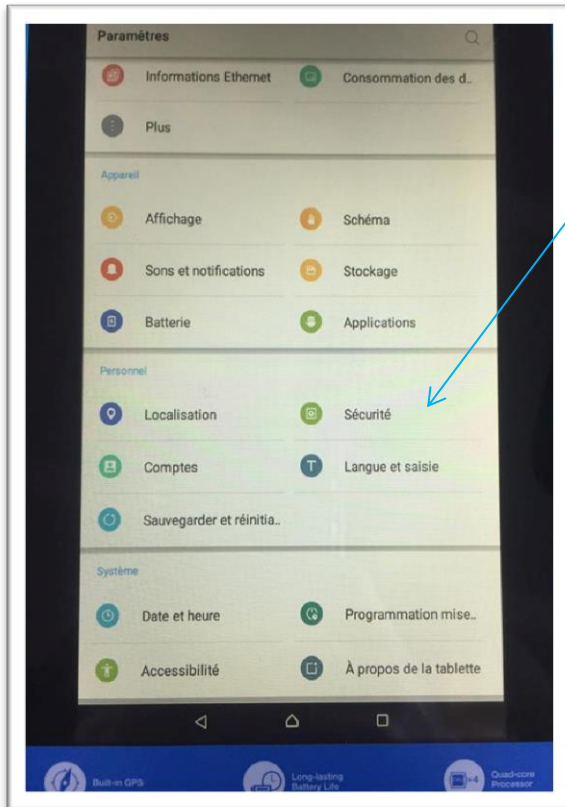 Paramètres
Informations Ethernet Consommation des d..
Plus
Appareil
Affichage Schéma
Sons et notifications Stockage
Batterie Applications
Personnel
Localisation Sécurité
Comptes Langue et saisie
Sauvegarder et réinitia..
Système
Date et heure Programmation mise..
Accessibilité À propos de la tablette
Built-in GPS Long-lasting Battery Life Quad-core Processor